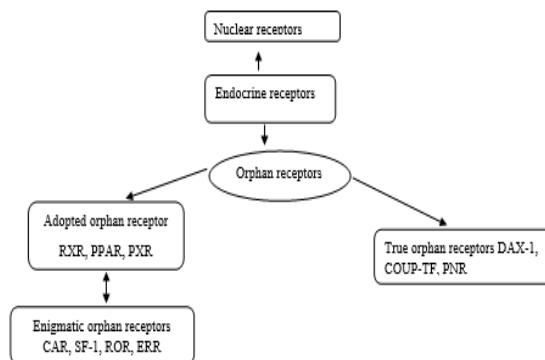 Nuclear receptors
Endocrine receptors
Orphan receptors
Adopted orphan receptor
RXR, PPAR, PXR
True orphan receptors DAX-1,
COUP-TF, PNR
Enigmatic orphan receptors
CAR, SF-1, ROR, ERR